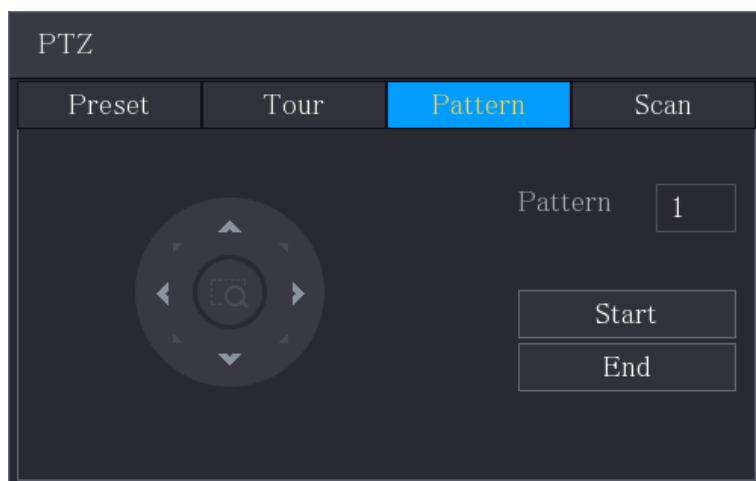 PTZ
Preset Tour Pattern Scan
Pattern 1
Start
End